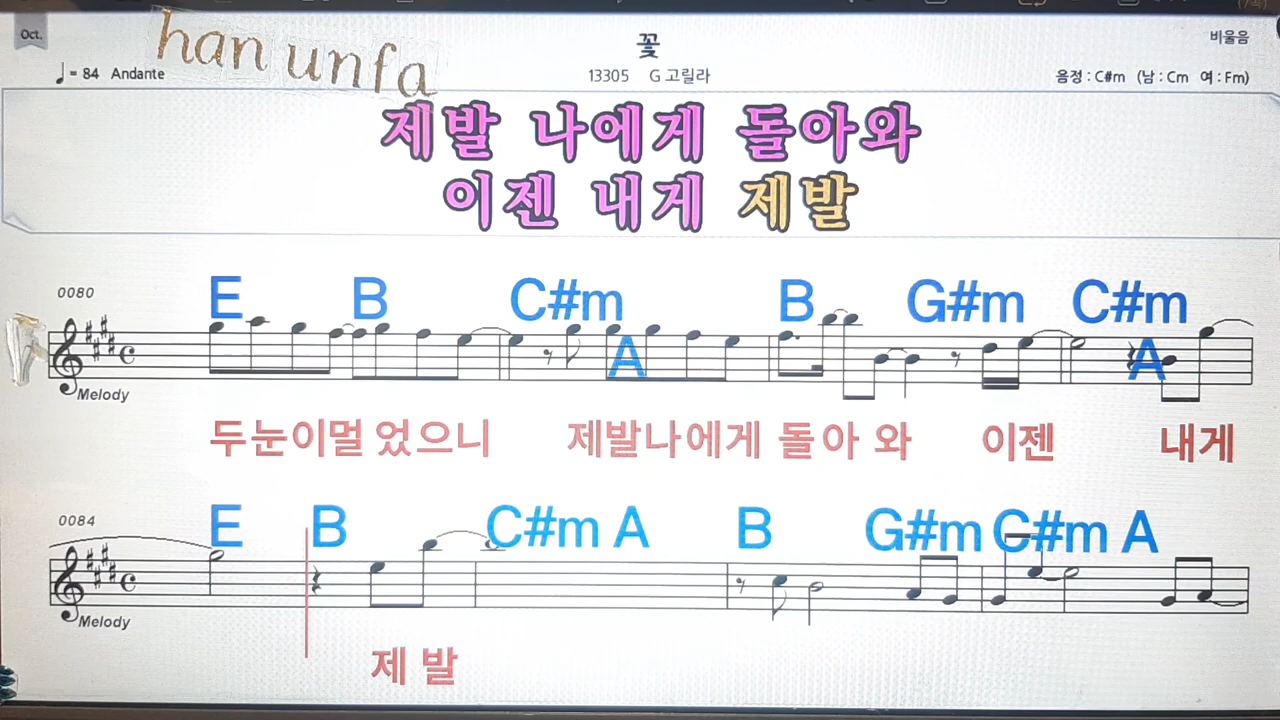 Oct.
han unfa
꽃
비울음
♩= 84 Andante
13305 G 고릴라
음정 : C#m (남 : Cm 여 : Fm)
제발 나에게 돌아와
이젠 내게 제발
0080
E B C#m A B G#m C#m A
Melody
두눈이멀 었으니 제발나에게 돌아 와 이젠 내게
0084
E B C#m A B G#m C#m A
Melody
제 발